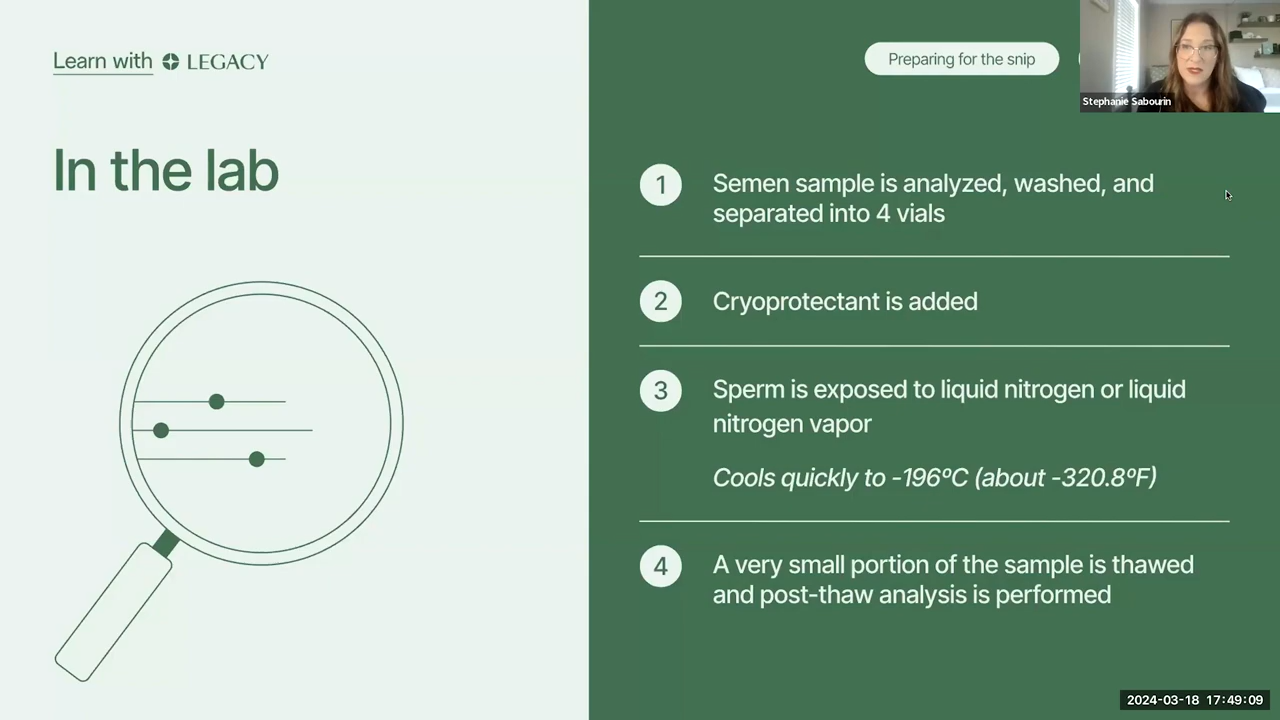 Learn with LEGACY
Preparing for the snip
Stephanie Sabourin
In the lab
1 Semen sample is analyzed, washed, and
separated into 4 vials
2 Cryoprotectant is added
3 Sperm is exposed to liquid nitrogen or liquid
nitrogen vapor
Cools quickly to -196ºC (about -320.8ºF)
4 A very small portion of the sample is thawed
and post-thaw analysis is performed
2024-03-18 17:49:09